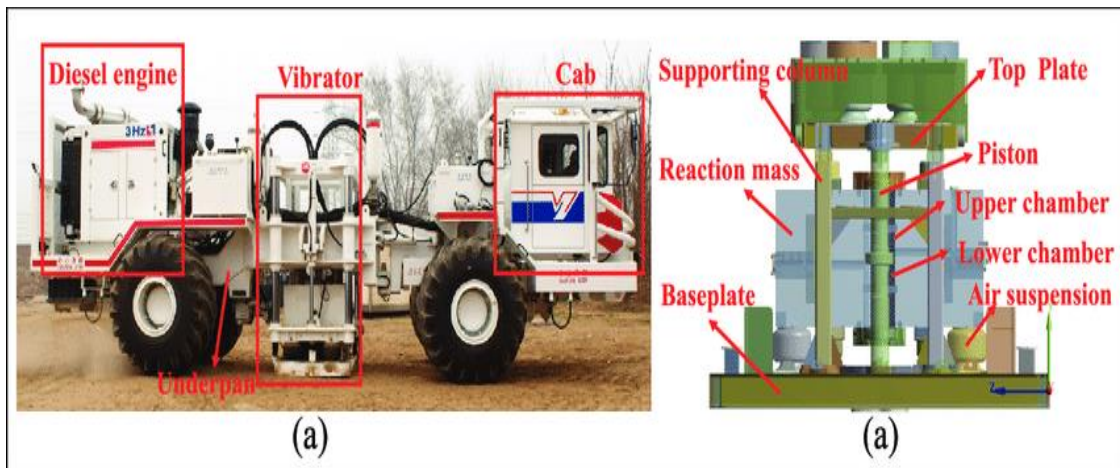 Diesel engine
Vibrator
Cab
3Hz
Underpan
(a)
Supporting column
Top Plate
Reaction mass
Piston
Upper chamber
Lower chamber
Baseplate
Air suspension
Z
(a)